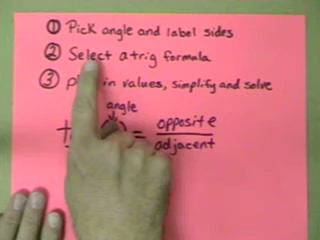 ① Pick angle and label sides
② Select a trig formula
③ in values, simplify and solve
angle
= opposite
adjacent